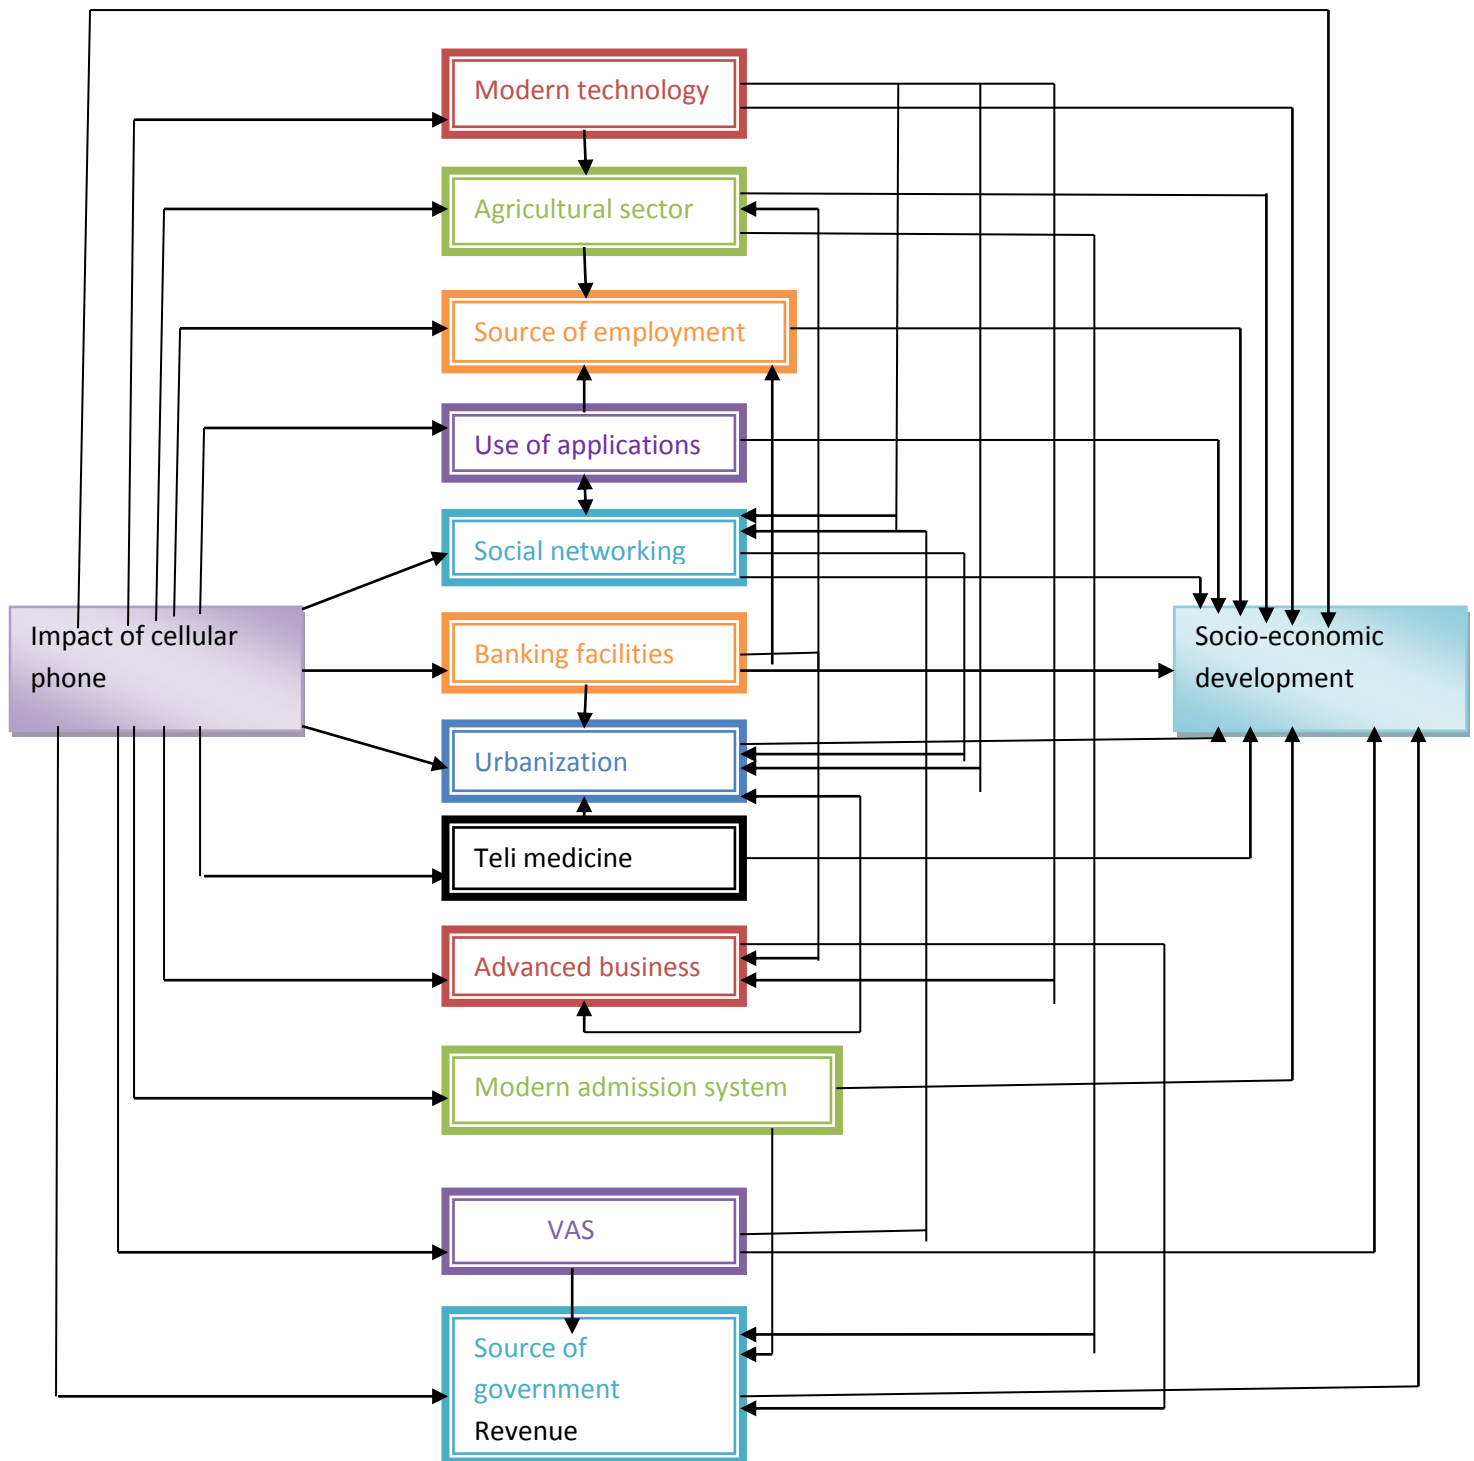 Modern technology
Agricultural sector
Source of employment
Use of applications
Social networking
Impact of cellular
phone
Banking facilities
Socio-economic
development
Urbanization
Teli medicine
Advanced business
Modern admission system
VAS
Source of
government
Revenue